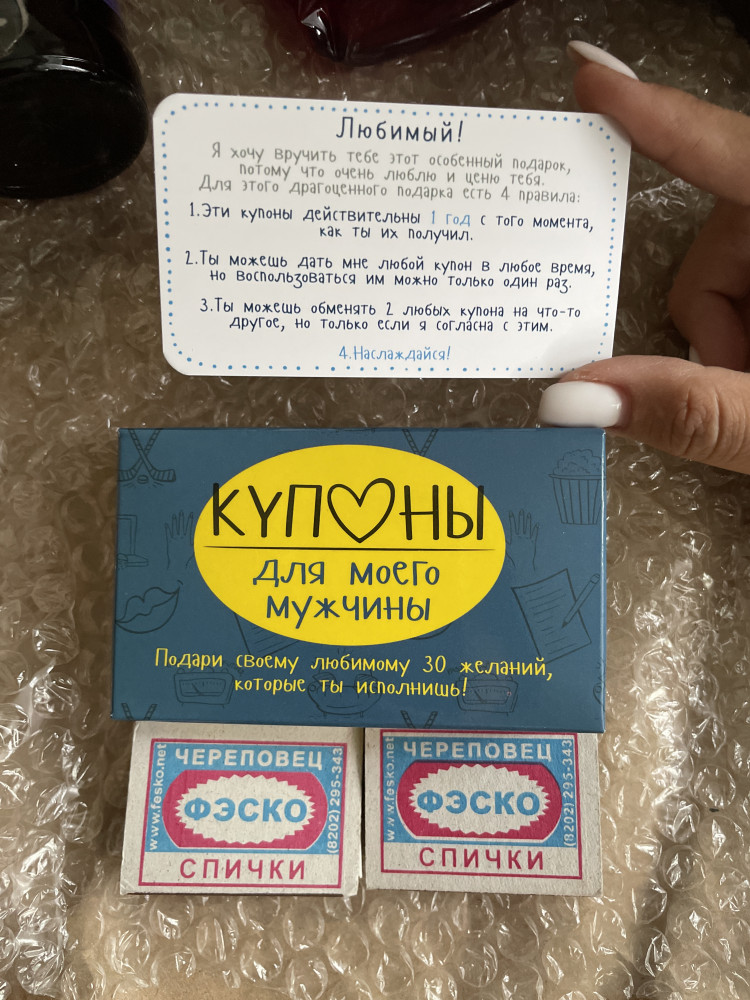 Любимый!
Я хочу вручить тебе этот особенный подарок,
потому что очень люблю и ценю тебя.
Для этого драгоценного подарка есть 4 правила:
1.Эти купоны действительны 1 год с того момента,
как ты их получил.
2.Ты можешь дать мне любой купон в любое время,
но воспользоваться им можно только один раз.
3.Ты можешь обменять 2 любых купона на что-то
другое, но только если я согласна с этим.
4.Наслаждайся!
КУПОНЫ
для моего
мужчины
Подари своему любимому 30 желаний,
которые ты исполнишь!
www.fesko.net
ЧЕРЕПОВЕЦ
ФЭСКО
СПИЧКИ
(8202) 295-343
www.fesko.net
ЧЕРЕПОВЕЦ
ФЭСКО
СПИЧКИ
(8202) 295-343